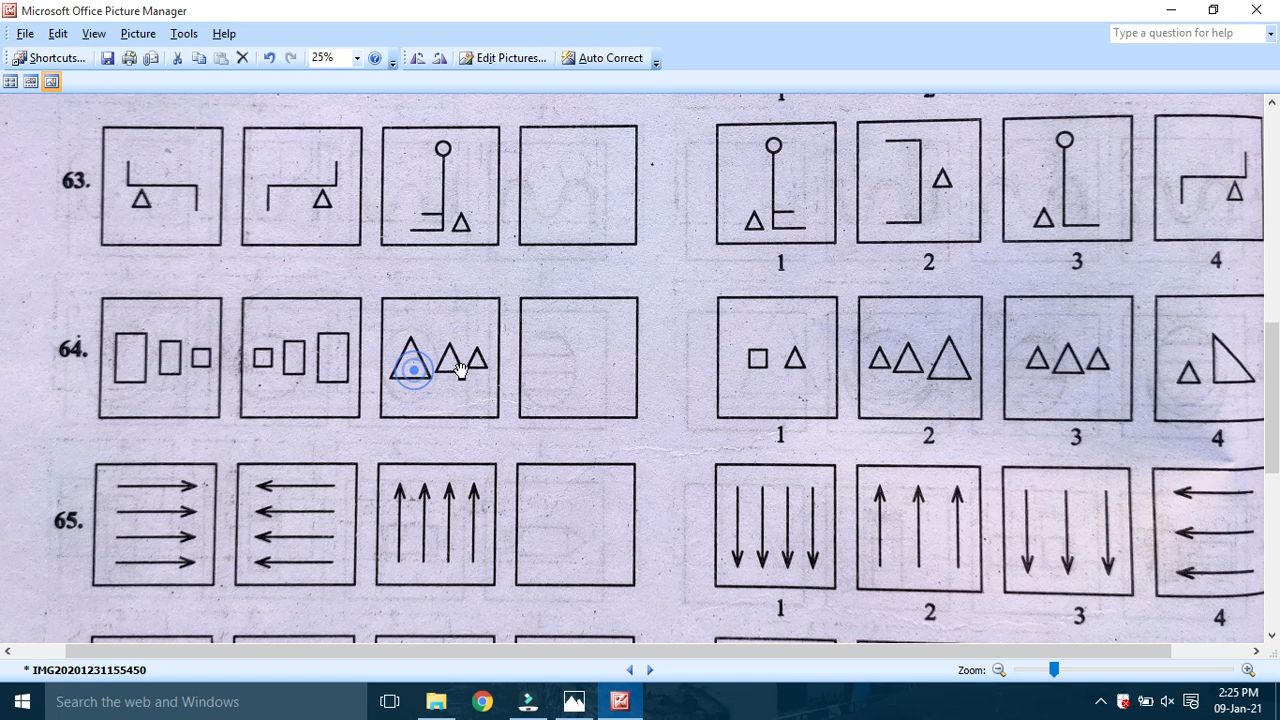 Microsoft Office Picture Manager
File Edit View Picture Tools Help
Type a question for help
Shortcuts... 25% Edit Pictures... Auto Correct
63.
1 2 3 4
64.
1 2 3 4
65.
1 2 3 4
* IMG20201231155450
Zoom:
Search the web and Windows
2:25 PM
09-Jan-21